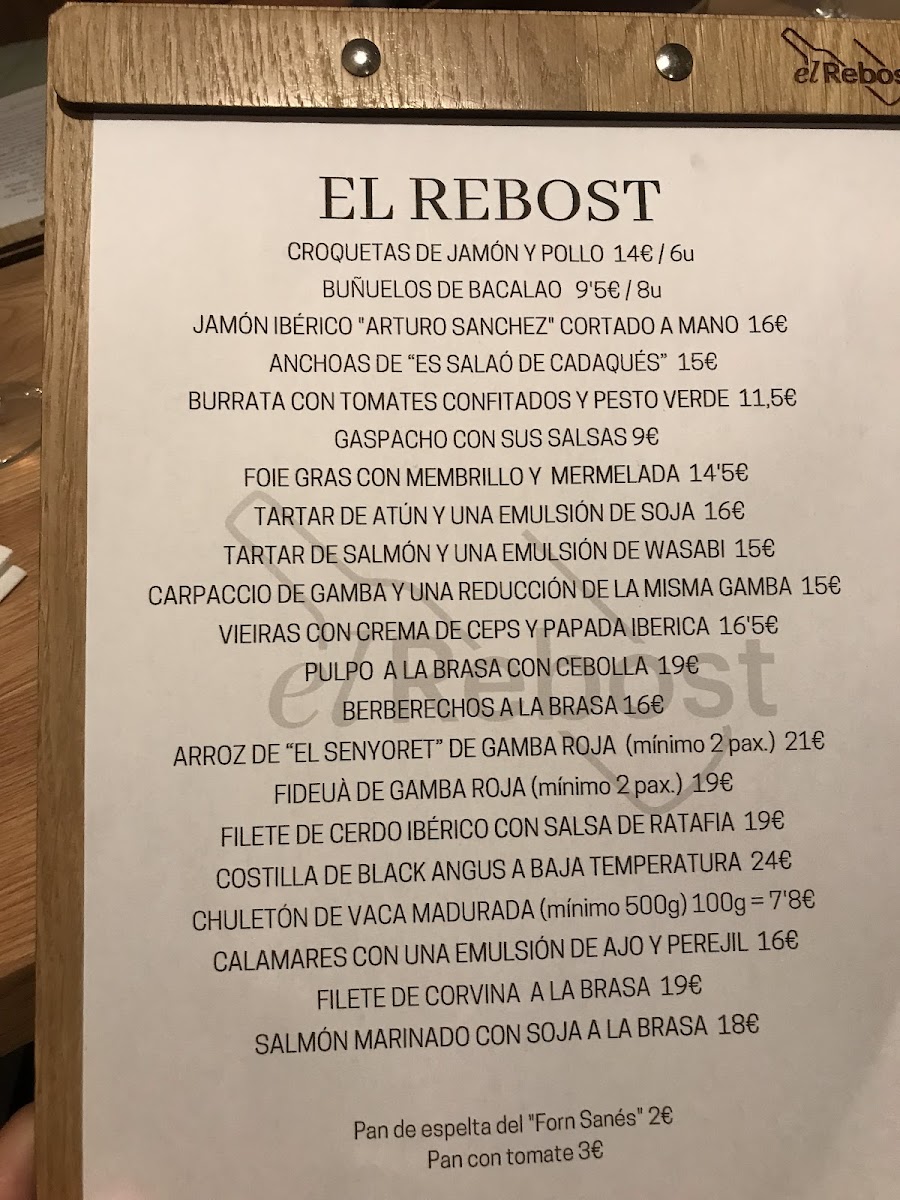 el Rebos
EL REBOST
CROQUETAS DE JAMÓN Y POLLO 14€ / 6u
BUÑUELOS DE BACALAO 9'5€ / 8u
JAMÓN IBÉRICO "ARTURO SANCHEZ" CORTADO A MANO 16€
ANCHOAS DE “ES SALAÓ DE CADAQUÉS” 15€
BURRATA CON TOMATES CONFITADOS Y PESTO VERDE 11,5€
GASPACHO CON SUS SALSAS 9€
FOIE GRAS CON MEMBRILLO Y MERMELADA 14'5€
TARTAR DE ATÚN Y UNA EMULSIÓN DE SOJA 16€
TARTAR DE SALMÓN Y UNA EMULSIÓN DE WASABI 15€
CARPACCIO DE GAMBA Y UNA REDUCCIÓN DE LA MISMA GAMBA 15€
VIEIRAS CON CREMA DE CEPS Y PAPADA IBERICA 16'5€
PULPO A LA BRASA CON CEBOLLA 19€
el Rebost
BERBERECHOS A LA BRASA 16€
ARROZ DE “EL SENYORET” DE GAMBA ROJA (mínimo 2 pax.) 21€
FIDEUÀ DE GAMBA ROJA (mínimo 2 pax.) 19€
FILETE DE CERDO IBÉRICO CON SALSA DE RATAFIA 19€
COSTILLA DE BLACK ANGUS A BAJA TEMPERATURA 24€
CHULETÓN DE VACA MADURADA (mínimo 500g) 100g = 7'8€
CALAMARES CON UNA EMULSIÓN DE AJO Y PEREJIL 16€
FILETE DE CORVINA A LA BRASA 19€
SALMÓN MARINADO CON SOJA A LA BRASA 18€
Pan de espelta del "Forn Sanés" 2€
Pan con tomate 3€